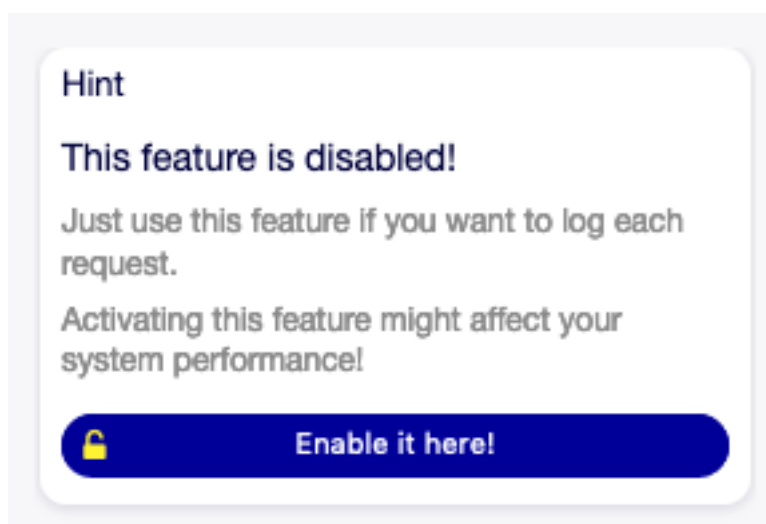 Hint
This feature is disabled!
Just use this feature if you want to log each
request.
Activating this feature might affect your
system performance!
Enable it here!